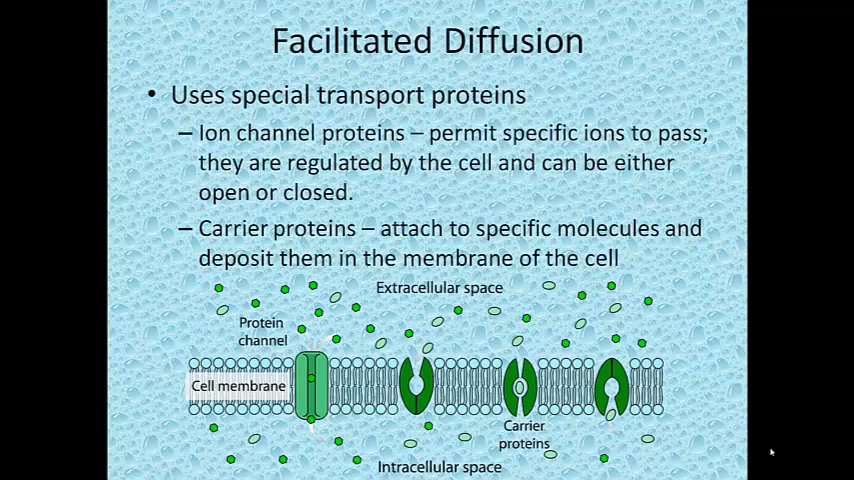 Facilitated Diffusion
• Uses special transport proteins
– Ion channel proteins – permit specific ions to pass;
they are regulated by the cell and can be either
open or closed.
– Carrier proteins – attach to specific molecules and
deposit them in the membrane of the cell
Extracellular space
Protein
channel
Cell membrane
Carrier
proteins
Intracellular space